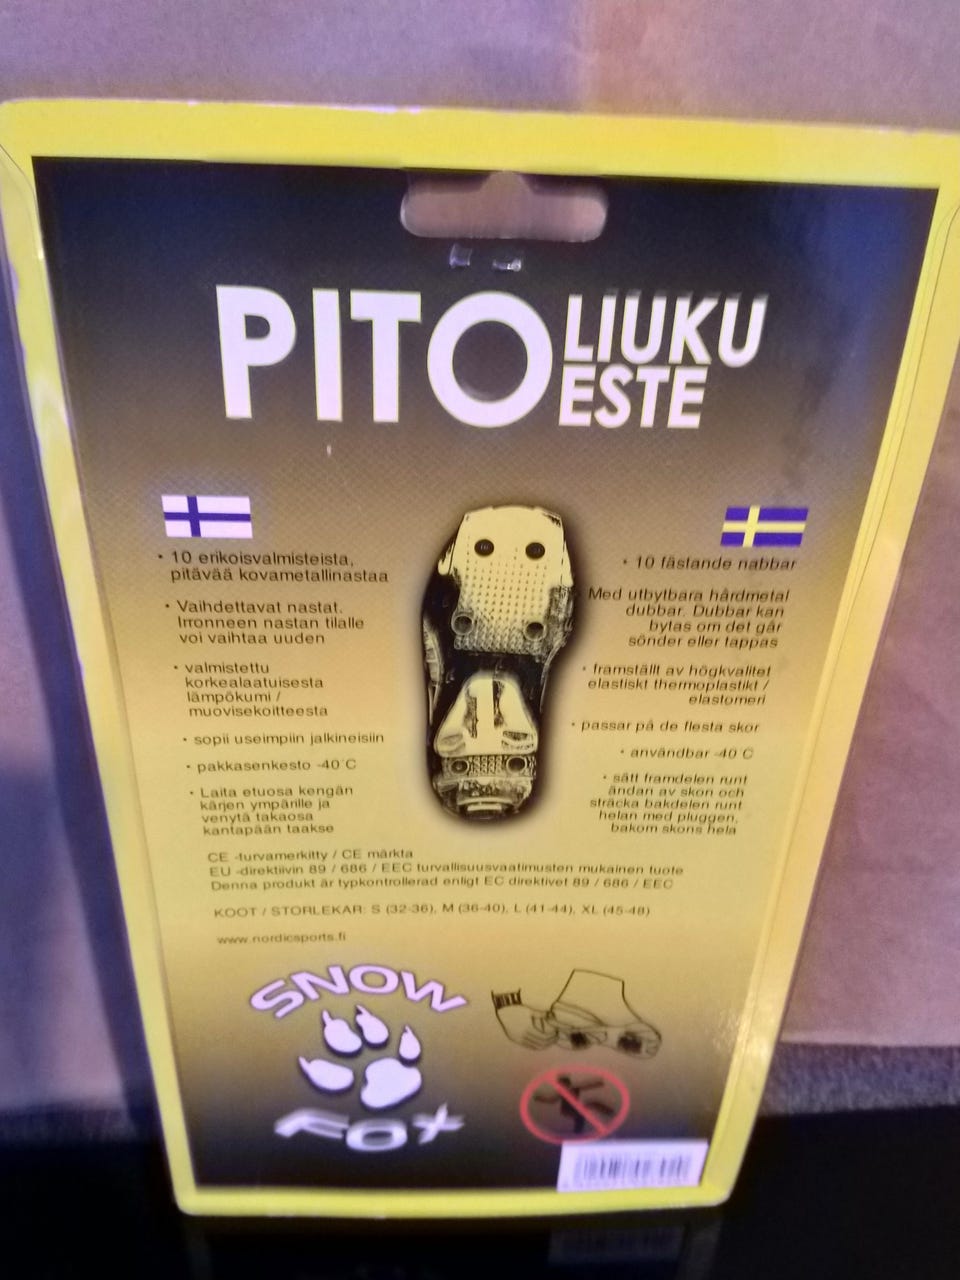 PITO LIUKU
ESTE
• 10 erikoisvalmisteista,
pitävää kovametallinastaa
• Vaihdettavat nastat.
Irronneen nastan tilalle
voi vaihtaa uuden
• valmistettu
korkealaatuisesta
lämpökumi /
muovisekoitteesta
• sopii useimpiin jalkineisiin
• pakkasenkesto -40°C
• Laita etuosa kengän
kärjen ympärille ja
venytä takaosa
kantapään taakse
• 10 fästande nabbar
Med utbytbara hårdmetal
dubbar. Dubbar kan
bytas om det går
sönder eller tappas
• framställt av högkvalitet
elastiskt thermoplastikt /
elastomeri
• passar på de flesta skor
• användbar -40 C
• sätt framdelen runt
ändan av skon och
sträcka bakdelen runt
helan med pluggen,
bakom skons hela
CE -turvamerkitty / CE märkta
EU -direktiivin 89 / 686 / EEC turvallisuusvaatimusten mukainen tuote
Denna produkt är typkontrollerad enligt EC direktivet 89 / 686 / EEC
KOOT / STORLEKAR: S (32-36), M (36-40), L (41-44), XL (45-48)
www.nordicsports.fi
SNOW
FOX